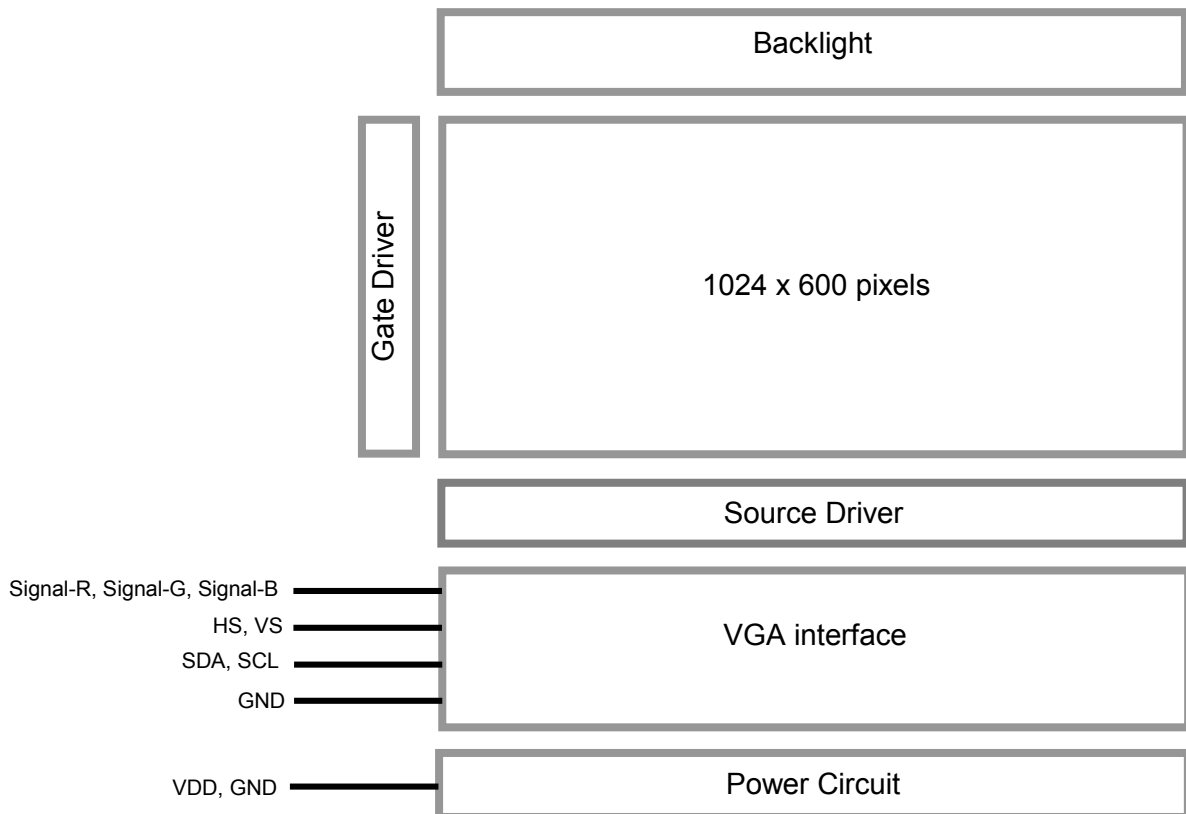 Backlight
Gate Driver
1024 x 600 pixels
Source Driver
Signal-R, Signal-G, Signal-B
HS, VS
VGA interface
SDA, SCL
GND
VDD, GND
Power Circuit